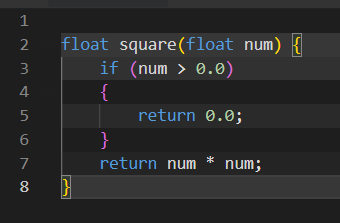 1
2 float square(float num) {
3     if (num > 0.0)
4     {
5         return 0.0;
6     }
7     return num * num;
8 }